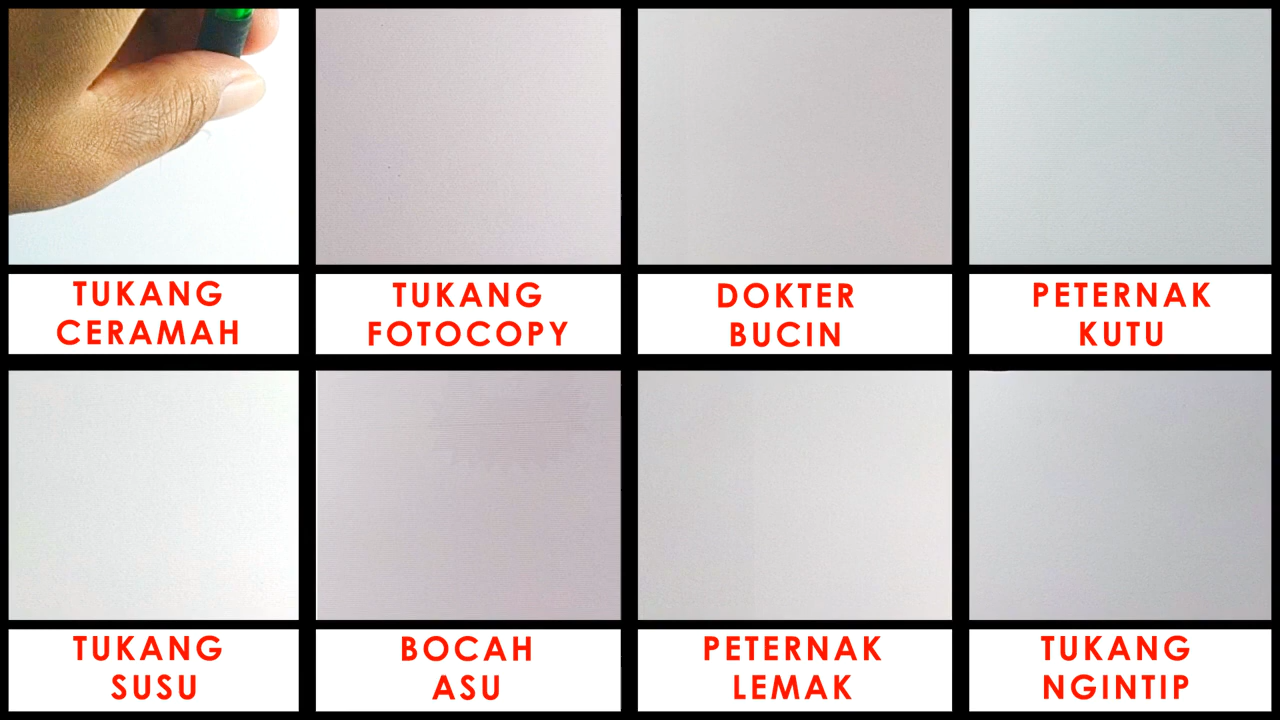 TUKANG
CERAMAH
TUKANG
FOTOCOPY
DOKTER
BUCIN
PETERNAK
KUTU
TUKANG
SUSU
BOCAH
ASU
PETERNAK
LEMAK
TUKANG
NGINTIP